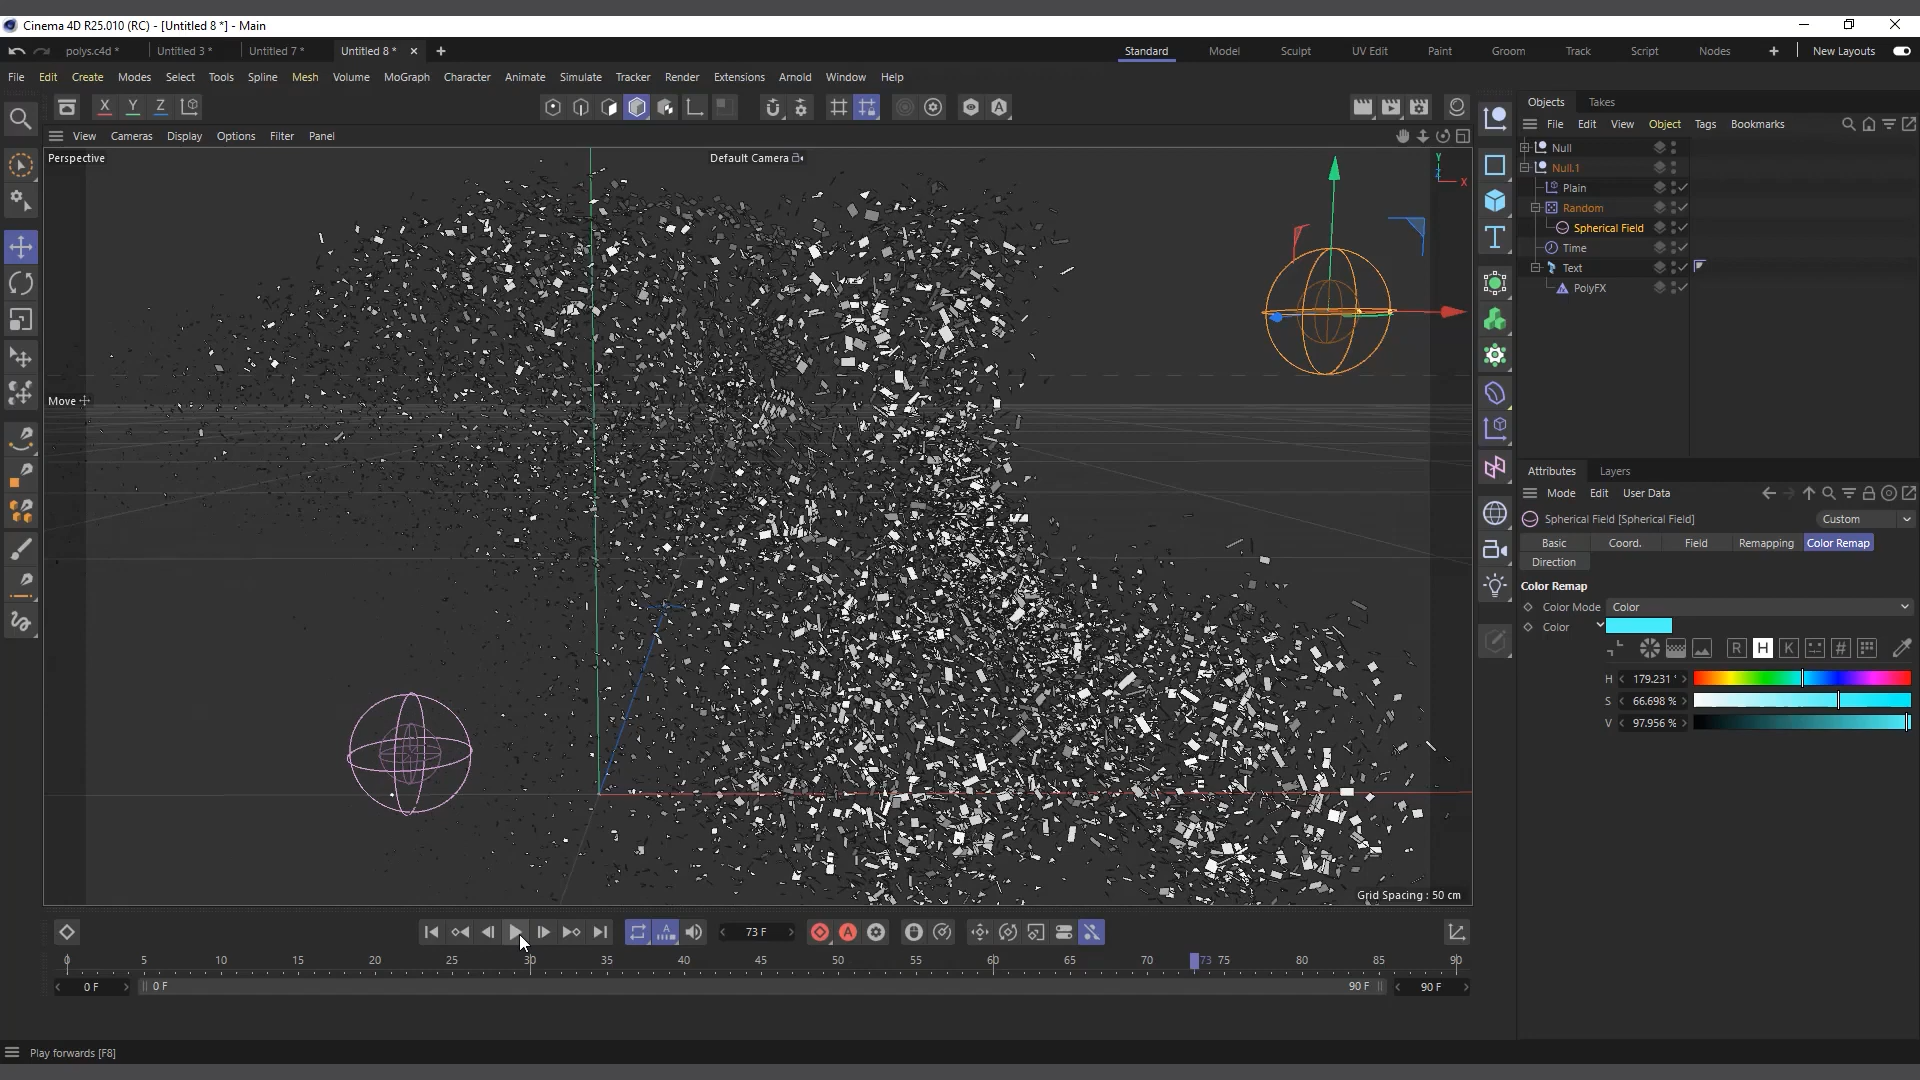 Cinema 4D R25.010 (RC) - [Untitled 8 *] - Main
polys.c4d * Untitled 3 * Untitled 7 * Untitled 8 * Standard Model Sculpt UV Edit Paint Groom Track Script Nodes New Layouts
File Edit Create Modes Select Tools Spline Mesh Volume MoGraph Character Animate Simulate Tracker Render Extensions Arnold Window Help
X Y Z
Objects Takes
View Cameras Display Options Filter Panel
File Edit View Object Tags Bookmarks
Perspective
Default Camera
Y
Z
X
Null
Null.1
Plain
Random
Spherical Field
Time
Text
PolyFX
Move
Attributes Layers
Mode Edit User Data
Spherical Field [Spherical Field] Custom
Basic Coord. Field Remapping Color Remap
Direction
Color Remap
Color Mode Color
Color
R H K #
H 179.231 °
S 66.698 %
V 97.956 %
Grid Spacing : 50 cm
A 73 F A
0 5 10 15 20 25 30 35 40 45 50 55 60 65 70 73 75 80 85 90
0 F 0 F 90 F 90 F
Play forwards [F8]